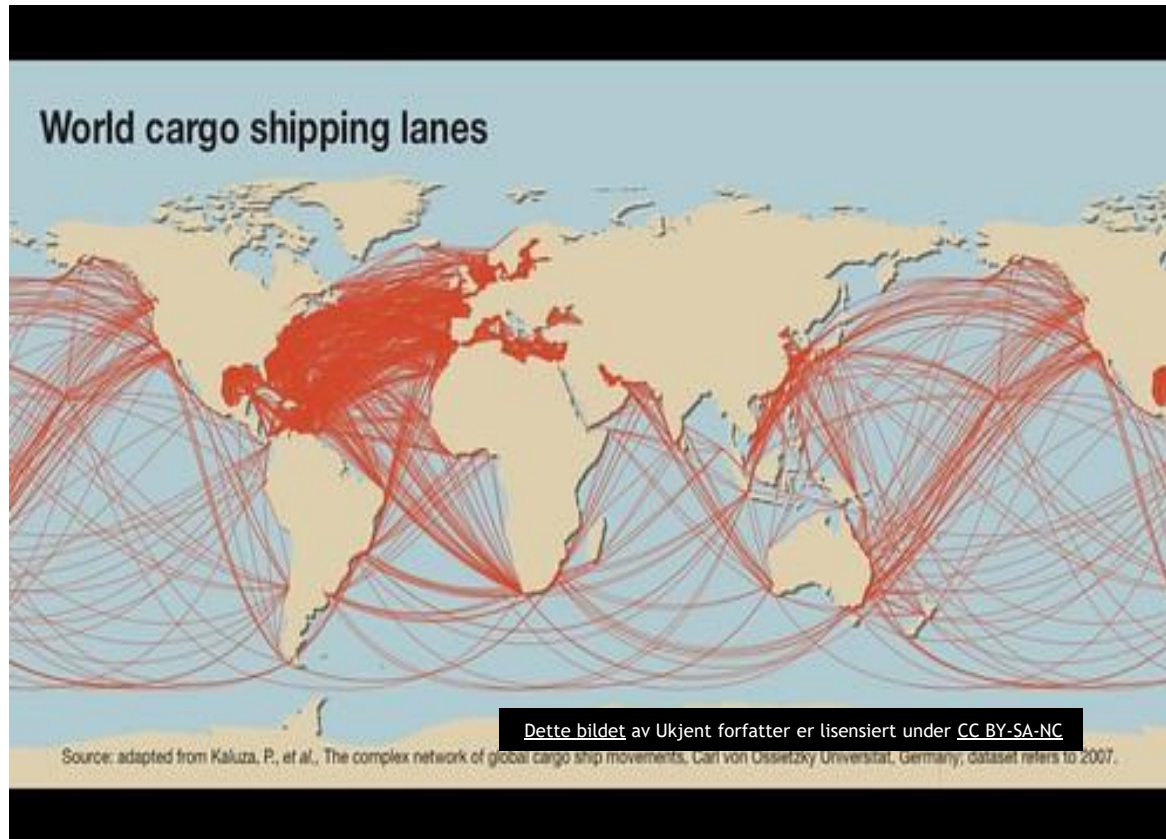 World cargo shipping lanes
Dette bildet av Ukjent forfatter er lisensiert under CC BY-SA-NC
Source: adapted from Kaluza, P., et al., The complex network of global cargo ship movements, Carl von Ossietzky Universität, Germany; dataset refers to 2007.